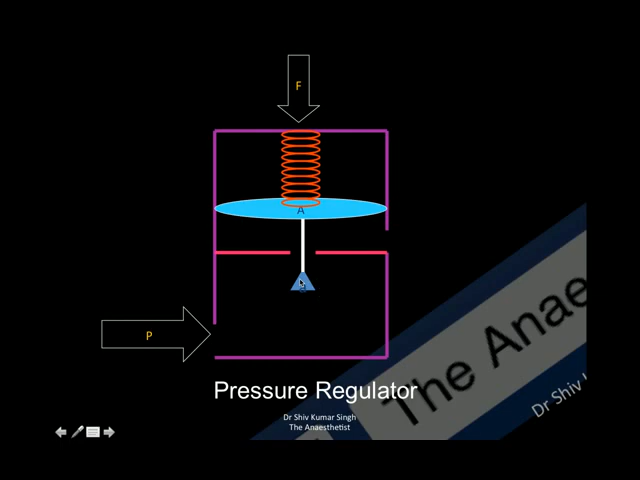 F
A
P
Pressure Regulator
Dr Shiv Kumar Singh
The Anaesthetist
The Anae
Dr Shiv